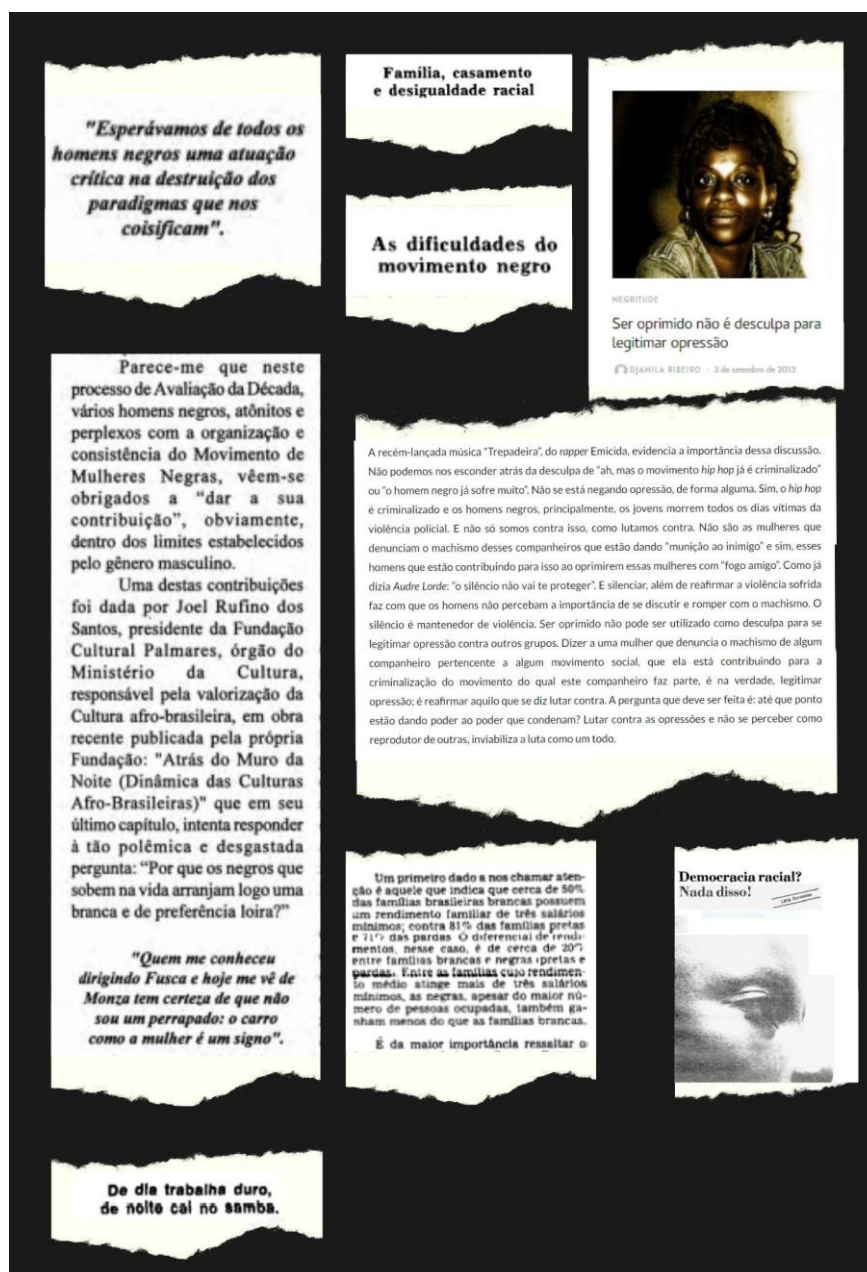 "Esperávamos de todos os
homens negros uma atuação
crítica na destruição dos
paradigmas que nos
coisificam".
Família, casamento
e desigualdade racial
As dificuldades do
movimento negro
NEGRITUDE
Ser oprimido não é desculpa para
legitimar opressão
DJAMILA RIBEIRO - 3 de setembro de 2013
Parece-me que neste
processo de Avaliação da Década,
vários homens negros, atônitos e
perplexos com a organização e
consistência do Movimento de
Mulheres Negras, vêem-se
obrigados a "dar a sua
contribuição", obviamente,
dentro dos limites estabelecidos
pelo gênero masculino.
Uma destas contribuições
foi dada por Joel Rufino dos
Santos, presidente da Fundação
Cultural Palmares, órgão do
Ministério da Cultura,
responsável pela valorização da
Cultura afro-brasileira, em obra
recente publicada pela própria
Fundação: "Atrás do Muro da
Noite (Dinâmica das Culturas
Afro-Brasileiras)" que em seu
último capítulo, intenta responder
à tão polêmica e desgastada
pergunta: "Por que os negros que
sobem na vida arranjam logo uma
branca e de preferência loira?"
"Quem me conheceu
dirigindo Fusca e hoje me vê de
Monza tem certeza de que não
sou um perrapado: o carro
como a mulher é um signo".
A recém-lançada música "Trepadeira", do rapper Emicida, evidencia a importância dessa discussão.
Não podemos nos esconder atrás da desculpa de "ah, mas o movimento hip hop já é criminalizado"
ou "o homem negro já sofre muito". Não se está negando opressão, de forma alguma. Sim, o hip hop
é criminalizado e os homens negros, principalmente, os jovens morrem todos os dias vítimas da
violência policial. E não só somos contra isso, como lutamos contra. Não são as mulheres que
denunciam o machismo desses companheiros que estão dando "munição ao inimigo" e sim, esses
homens que estão contribuindo para isso ao oprimirem essas mulheres com "fogo amigo". Como já
dizia Audre Lorde: "o silêncio não vai te proteger". E silenciar, além de reafirmar a violência sofrida
faz com que os homens não percebam a importância de se discutir e romper com o machismo. O
silêncio é mantenedor de violência. Ser oprimido não pode ser utilizado como desculpa para se
legitimar opressão contra outros grupos. Dizer a uma mulher que denuncia o machismo de algum
companheiro pertencente a algum movimento social, que ela está contribuindo para a
criminalização do movimento do qual este companheiro faz parte, é na verdade, legitimar
opressão; é reafirmar aquilo que se diz lutar contra. A pergunta que deve ser feita é: até que ponto
estão dando poder ao poder que condenam? Lutar contra as opressões e não se perceber como
reprodutor de outras, inviabiliza a luta como um todo.
Um primeiro dado a nos chamar aten-
ção é aquele que indica que cerca de 50%
das famílias brasileiras brancas possuem
um rendimento familiar de três salários
mínimos; contra 81% das famílias pretas
e 71% das pardas. O diferencial de rendi-
mentos, nesse caso, é de cerca de 20%
entre famílias brancas e negras (pretas e
pardas). Entre as famílias cujo rendimen-
to médio atinge mais de três salários
mínimos, as negras, apesar do maior nú-
mero de pessoas ocupadas, também ga-
nham menos do que as famílias brancas.
É da maior importância ressaltar o
Democracia racial?
Nada disso!
Lélia Gonzalez
De dia trabalha duro,
de noite cai no samba.